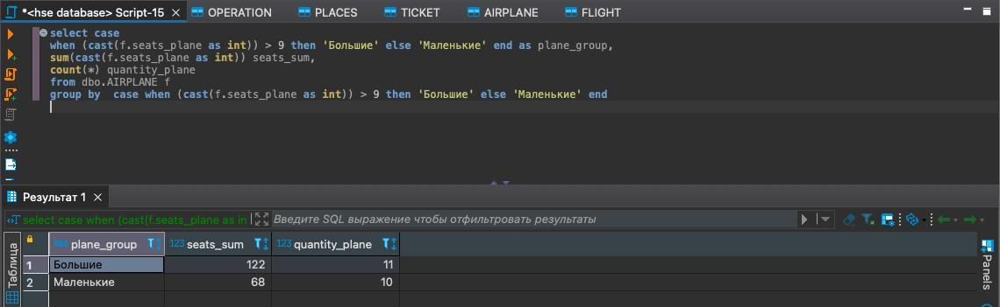 *<hse database> Script-15 × OPERATION PLACES TICKET AIRPLANE FLIGHT
select case
when (cast(f.seats_plane as int)) > 9 then 'Большие' else 'Маленькие' end as plane_group,
sum(cast(f.seats_plane as int)) seats_sum,
count(*) quantity_plane
from dbo.AIRPLANE f
group by  case when (cast(f.seats_plane as int)) > 9 then 'Большие' else 'Маленькие' end
Результат 1 ×
select case when (cast(f.seats_plane as in
Введите SQL выражение чтобы отфильтровать результаты
Таблица
ABC plane_group 123 seats_sum 123 quantity_plane
1 Большие 122 11
2 Маленькие 68 10
Panels